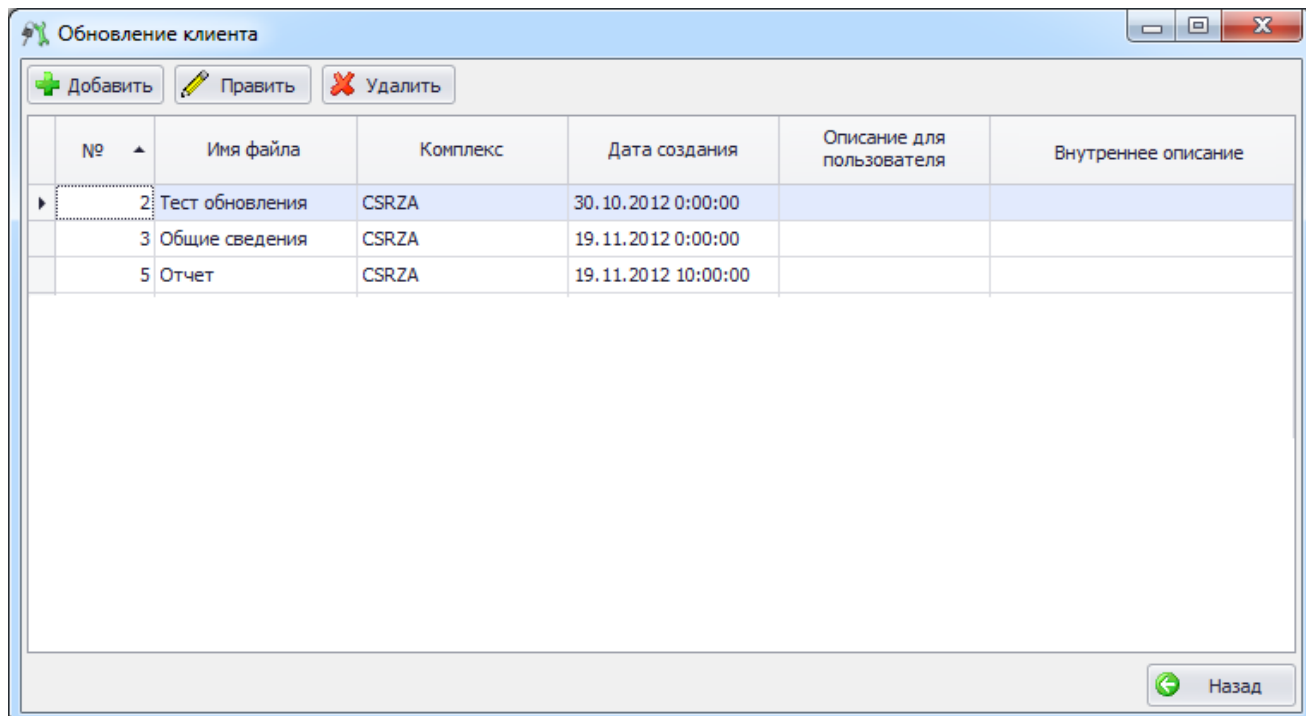 Обновление клиента
Добавить Править Удалить
№ Имя файла Комплекс Дата создания Описание для пользователя Внутреннее описание
2 Тест обновления CSRZA 30.10.2012 0:00:00
3 Общие сведения CSRZA 19.11.2012 0:00:00
5 Отчет CSRZA 19.11.2012 10:00:00
Назад